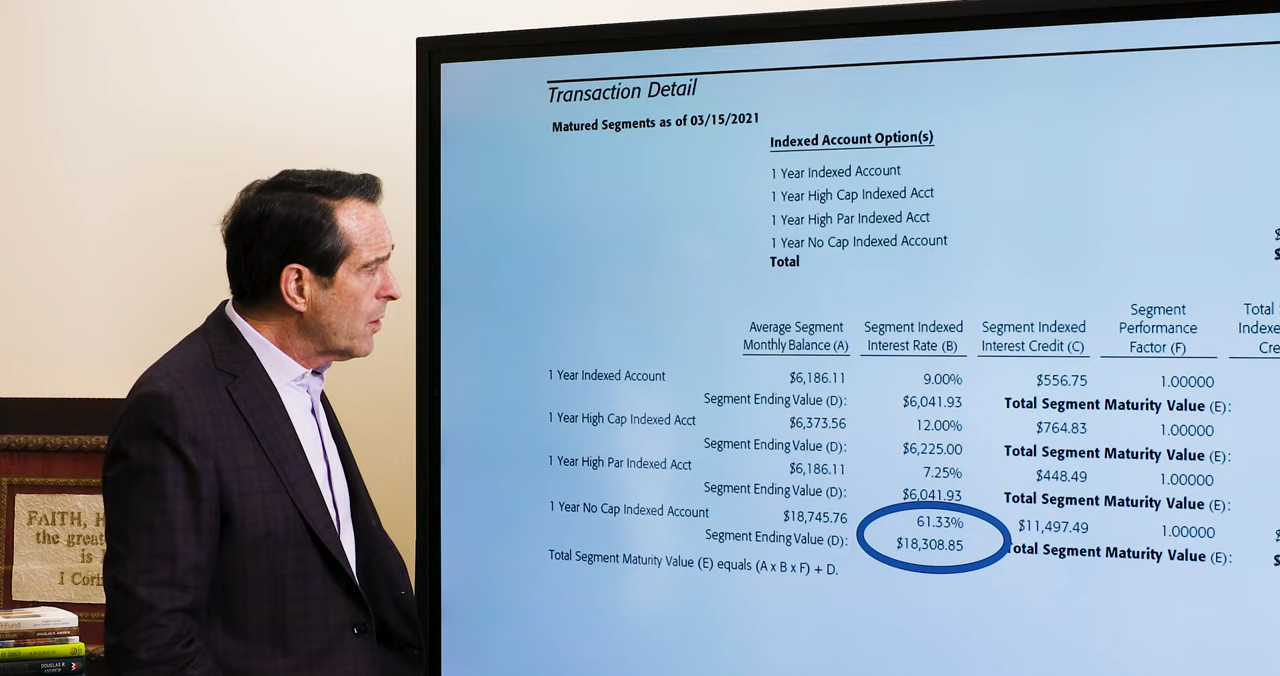 Transaction Detail
Matured Segments as of 03/15/2021
Indexed Account Option(s)
1 Year Indexed Account
1 Year High Cap Indexed Acct
1 Year High Par Indexed Acct
1 Year No Cap Indexed Account
Total
$
$
Average Segment Monthly Balance (A)
Segment Indexed Interest Rate (B)
Segment Indexed Interest Credit (C)
Segment Performance Factor (F)
Total
1 Year Indexed Account $6,186.11 9.00% $556.75 1.00000
Segment Ending Value (D): $6,041.93 Total Segment Maturity Value (E):
1 Year High Cap Indexed Acct $6,373.56 12.00% $764.83 1.00000
Segment Ending Value (D): $6,225.00 Total Segment Maturity Value (E):
1 Year High Par Indexed Acct $6,186.11 7.25% $448.49 1.00000
Segment Ending Value (D): $6,041.93 Total Segment Maturity Value (E):
1 Year No Cap Indexed Account $18,745.76 61.33% $11,497.49 1.00000 $
Segment Ending Value (D): $18,308.85 Total Segment Maturity Value (E): $
Total Segment Maturity Value (E) equals (A x B x F) + D.
FAITH,
the great
is
I Cori
Fund
DOUGLAS R. ANDREW
ANDREW
DOUGLAS R.